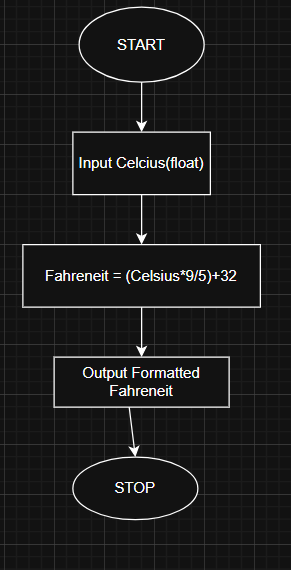 START
Input Celcius(float)
Fahreneit = (Celsius*9/5)+32
Output Formatted
Fahreneit
STOP